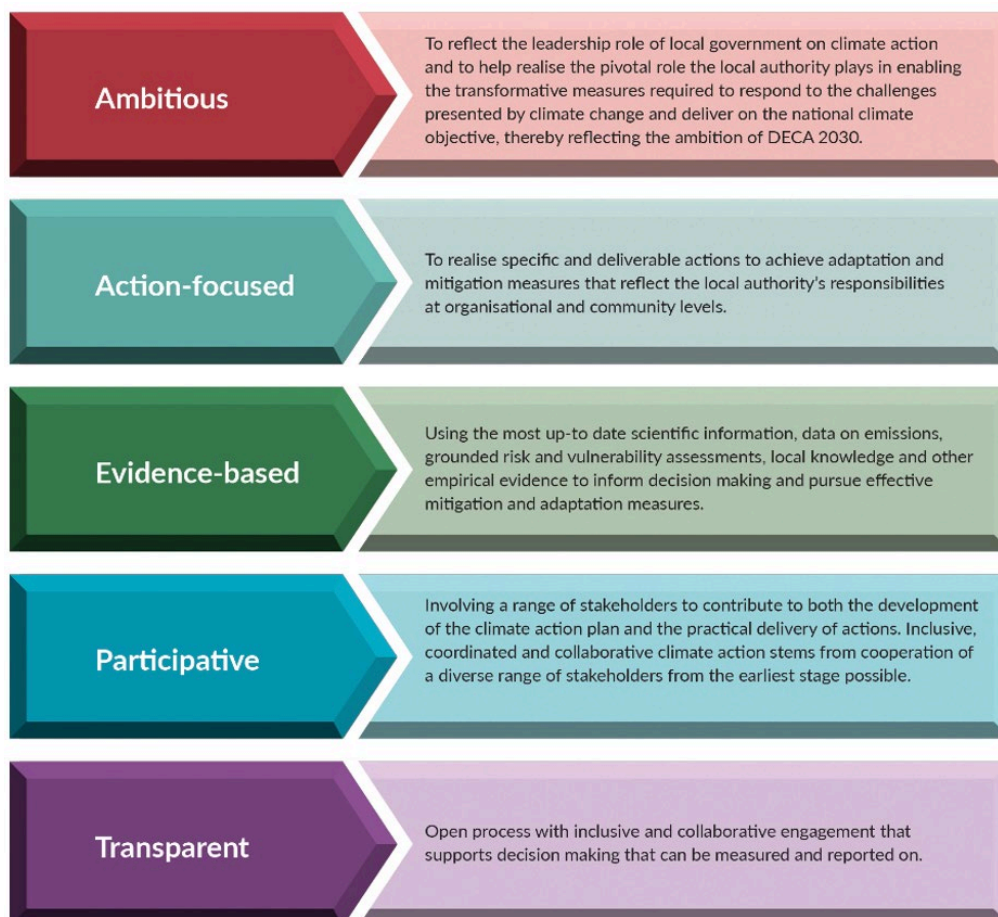 Ambitious
To reflect the leadership role of local government on climate action
and to help realise the pivotal role the local authority plays in enabling
the transformative measures required to respond to the challenges
presented by climate change and deliver on the national climate
objective, thereby reflecting the ambition of DECA 2030.
Action-focused
To realise specific and deliverable actions to achieve adaptation and
mitigation measures that reflect the local authority's responsibilities
at organisational and community levels.
Evidence-based
Using the most up-to date scientific information, data on emissions,
grounded risk and vulnerability assessments, local knowledge and other
empirical evidence to inform decision making and pursue effective
mitigation and adaptation measures.
Participative
Involving a range of stakeholders to contribute to both the development
of the climate action plan and the practical delivery of actions. Inclusive,
coordinated and collaborative climate action stems from cooperation of
a diverse range of stakeholders from the earliest stage possible.
Transparent
Open process with inclusive and collaborative engagement that
supports decision making that can be measured and reported on.